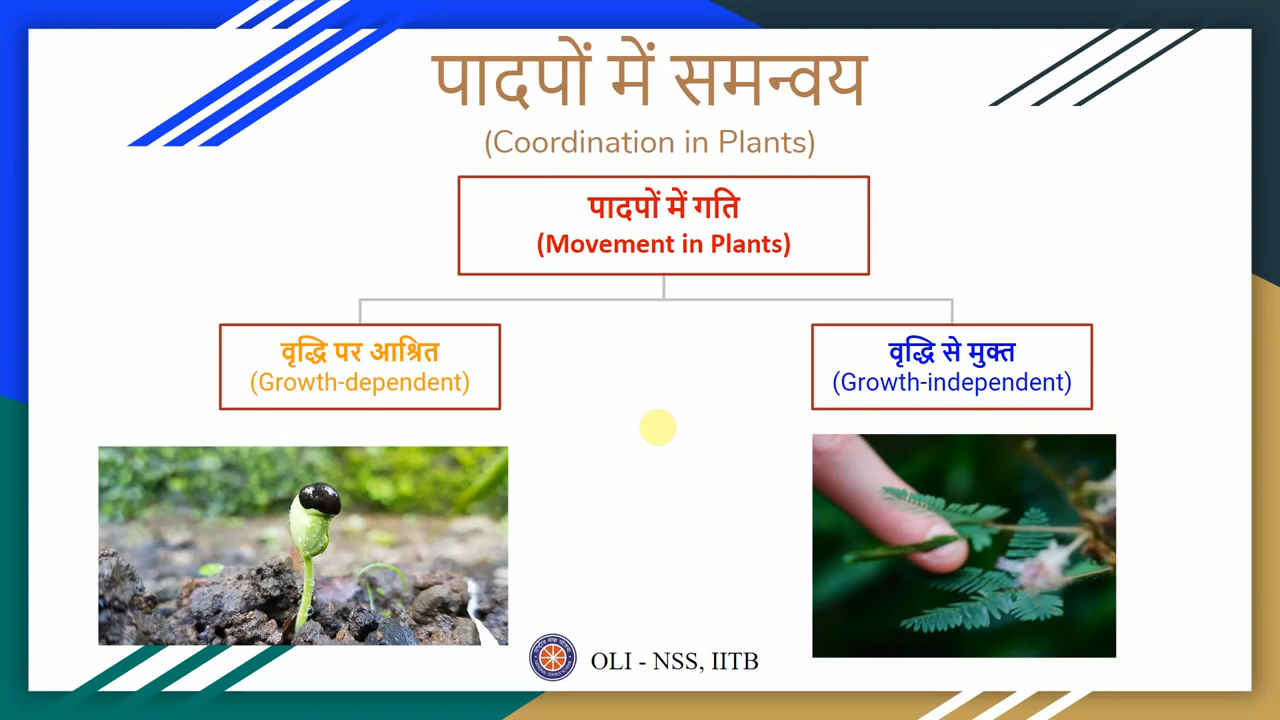 पादपों में समन्वय
(Coordination in Plants)
पादपों में गति
(Movement in Plants)
वृद्धि पर आश्रित
(Growth-dependent)
वृद्धि से मुक्त
(Growth-independent)
OLI - NSS, IITB